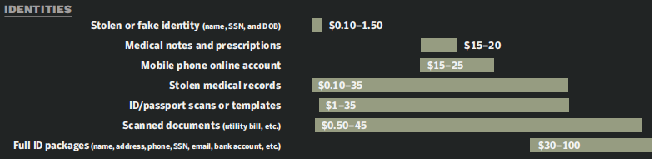 IDENTITIES
Stolen or fake identity (name, SSN, and DOB) $0.10–1.50
Medical notes and prescriptions $15–20
Mobile phone online account $15–25
Stolen medical records $0.10–35
ID/passport scans or templates $1–35
Scanned documents (utility bill, etc.) $0.50–45
Full ID packages (name, address, phone, SSN, email, bank account, etc.) $30–100